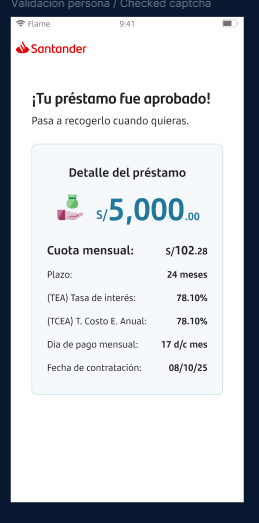 Validación persona / Checked captcha
Flame 9:41
Santander
¡Tu préstamo fue aprobado!
Pasa a recogerlo cuando quieras.
Detalle del préstamo
S/5,000.00
Cuota mensual: S/102.28
Plazo: 24 meses
(TEA) Tasa de interés: 78.10%
(TCEA) T. Costo E. Anual: 78.10%
Dia de pago mensual: 17 d/c mes
Fecha de contratación: 08/10/25